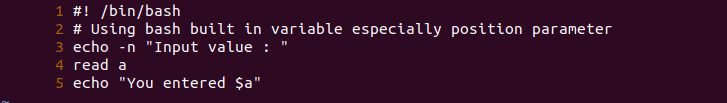 1 #! /bin/bash
2 # Using bash built in variable especially position parameter
3 echo -n "Input value : "
4 read a
5 echo "You entered $a"
~